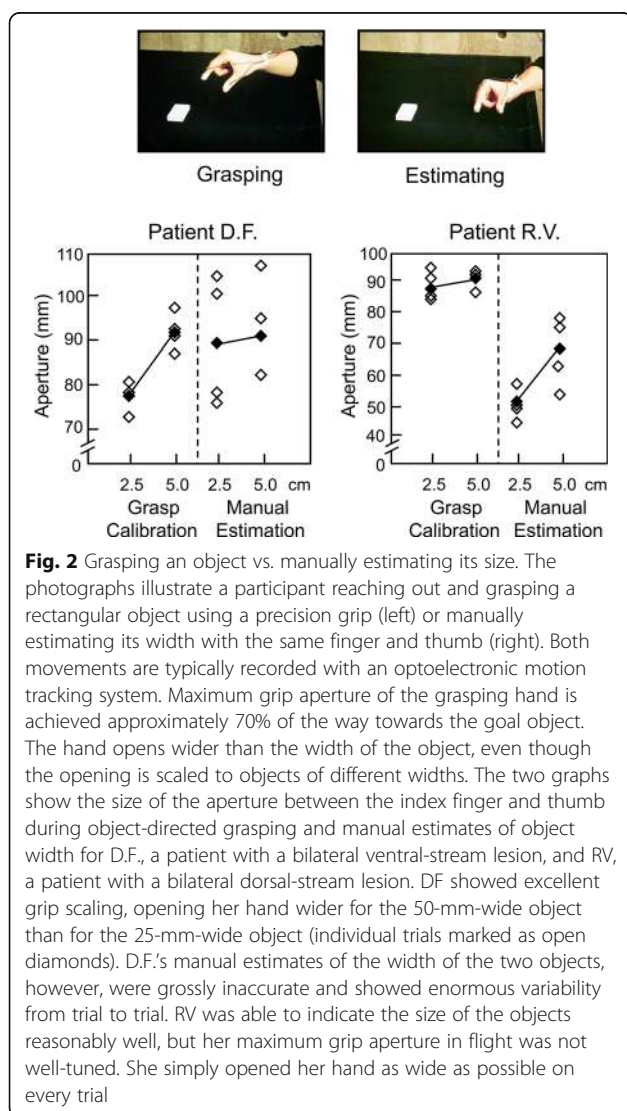 Grasping
Estimating
Patient D.F.
Aperture (mm)
110
100
90
80
70
0
2.5 5.0 2.5 5.0 cm
Grasp Manual
Calibration Estimation
Patient R.V.
Aperture (mm)
100
90
80
70
60
50
40
0
2.5 5.0 2.5 5.0 cm
Grasp Manual
Calibration Estimation
Fig. 2 Grasping an object vs. manually estimating its size. The
photographs illustrate a participant reaching out and grasping a
rectangular object using a precision grip (left) or manually
estimating its width with the same finger and thumb (right). Both
movements are typically recorded with an optoelectronic motion
tracking system. Maximum grip aperture of the grasping hand is
achieved approximately 70% of the way towards the goal object.
The hand opens wider than the width of the object, even though
the opening is scaled to objects of different widths. The two graphs
show the size of the aperture between the index finger and thumb
during object-directed grasping and manual estimates of object
width for D.F., a patient with a bilateral ventral-stream lesion, and RV,
a patient with a bilateral dorsal-stream lesion. DF showed excellent
grip scaling, opening her hand wider for the 50-mm-wide object
than for the 25-mm-wide object (individual trials marked as open
diamonds). D.F.'s manual estimates of the width of the two objects,
however, were grossly inaccurate and showed enormous variability
from trial to trial. RV was able to indicate the size of the objects
reasonably well, but her maximum grip aperture in flight was not
well-tuned. She simply opened her hand as wide as possible on
every trial